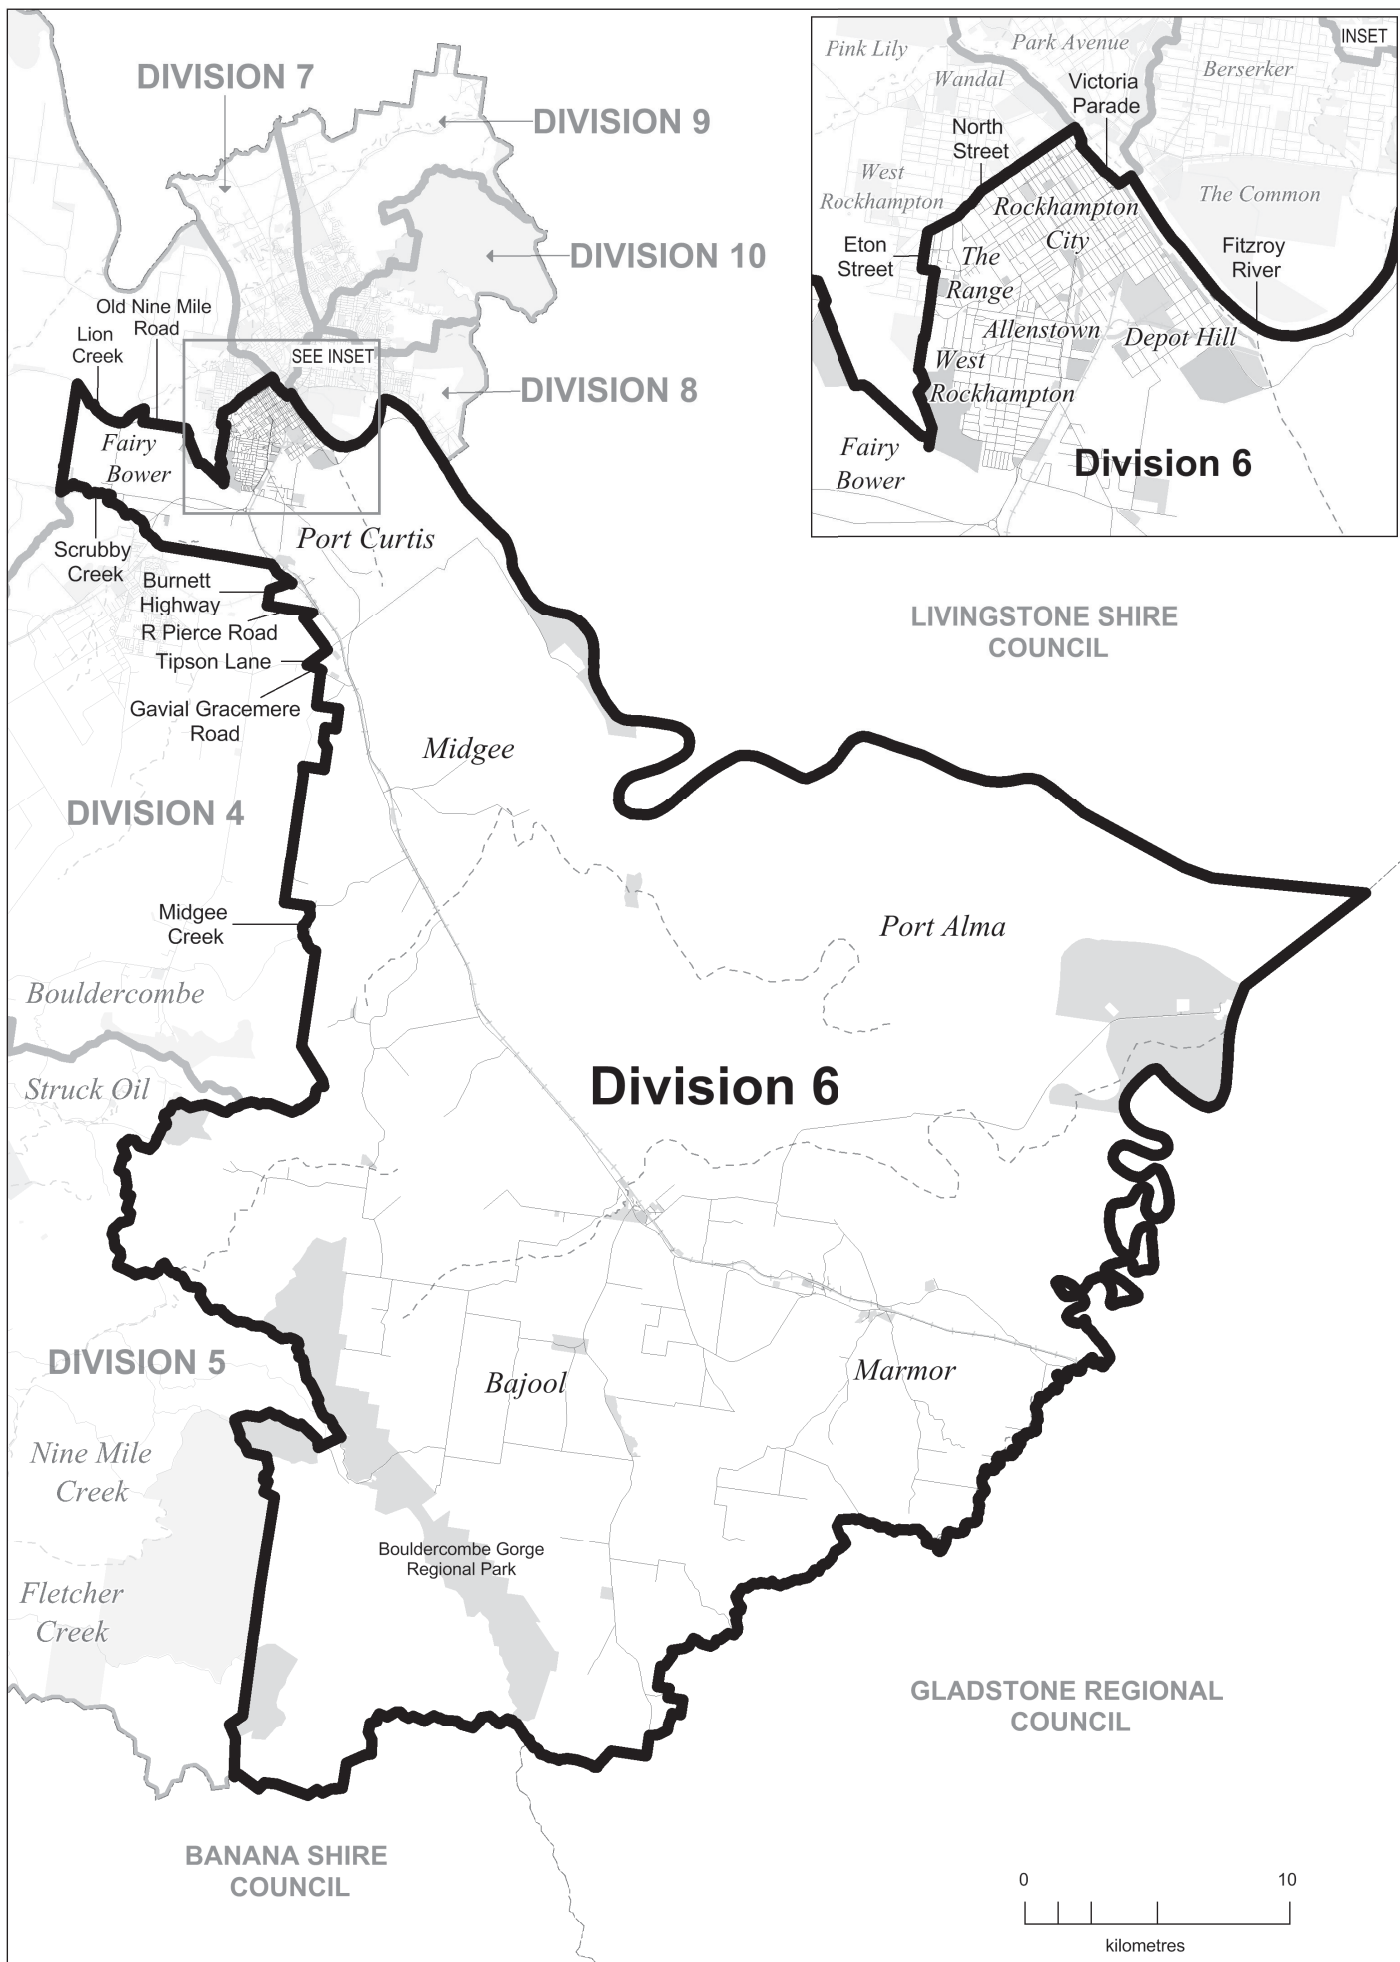 DIVISION 7
DIVISION 9
DIVISION 10
DIVISION 8
Old Nine Mile
Road
Lion
Creek
SEE INSET
Fairy
Bower
Port Curtis
Scrubby
Creek
Burnett
Highway
R Pierce Road
Tipson Lane
Gavial Gracemere
Road
Midgee
DIVISION 4
Midgee
Creek
Port Alma
Bouldercombe
Struck Oil
Division 6
DIVISION 5
Bajool
Marmor
Nine Mile
Creek
Bouldercombe Gorge
Regional Park
Fletcher
Creek
LIVINGSTONE SHIRE
COUNCIL
GLADSTONE REGIONAL
COUNCIL
BANANA SHIRE
COUNCIL
0 10
kilometres
INSET
Pink Lily
Park Avenue
Wandal
Berserker
Victoria
Parade
North
Street
West
Rockhampton
The Common
Rockhampton
City
Eton
Street
The
Range
Fitzroy
River
Allenstown
Depot Hill
West
Rockhampton
Fairy
Bower
Division 6